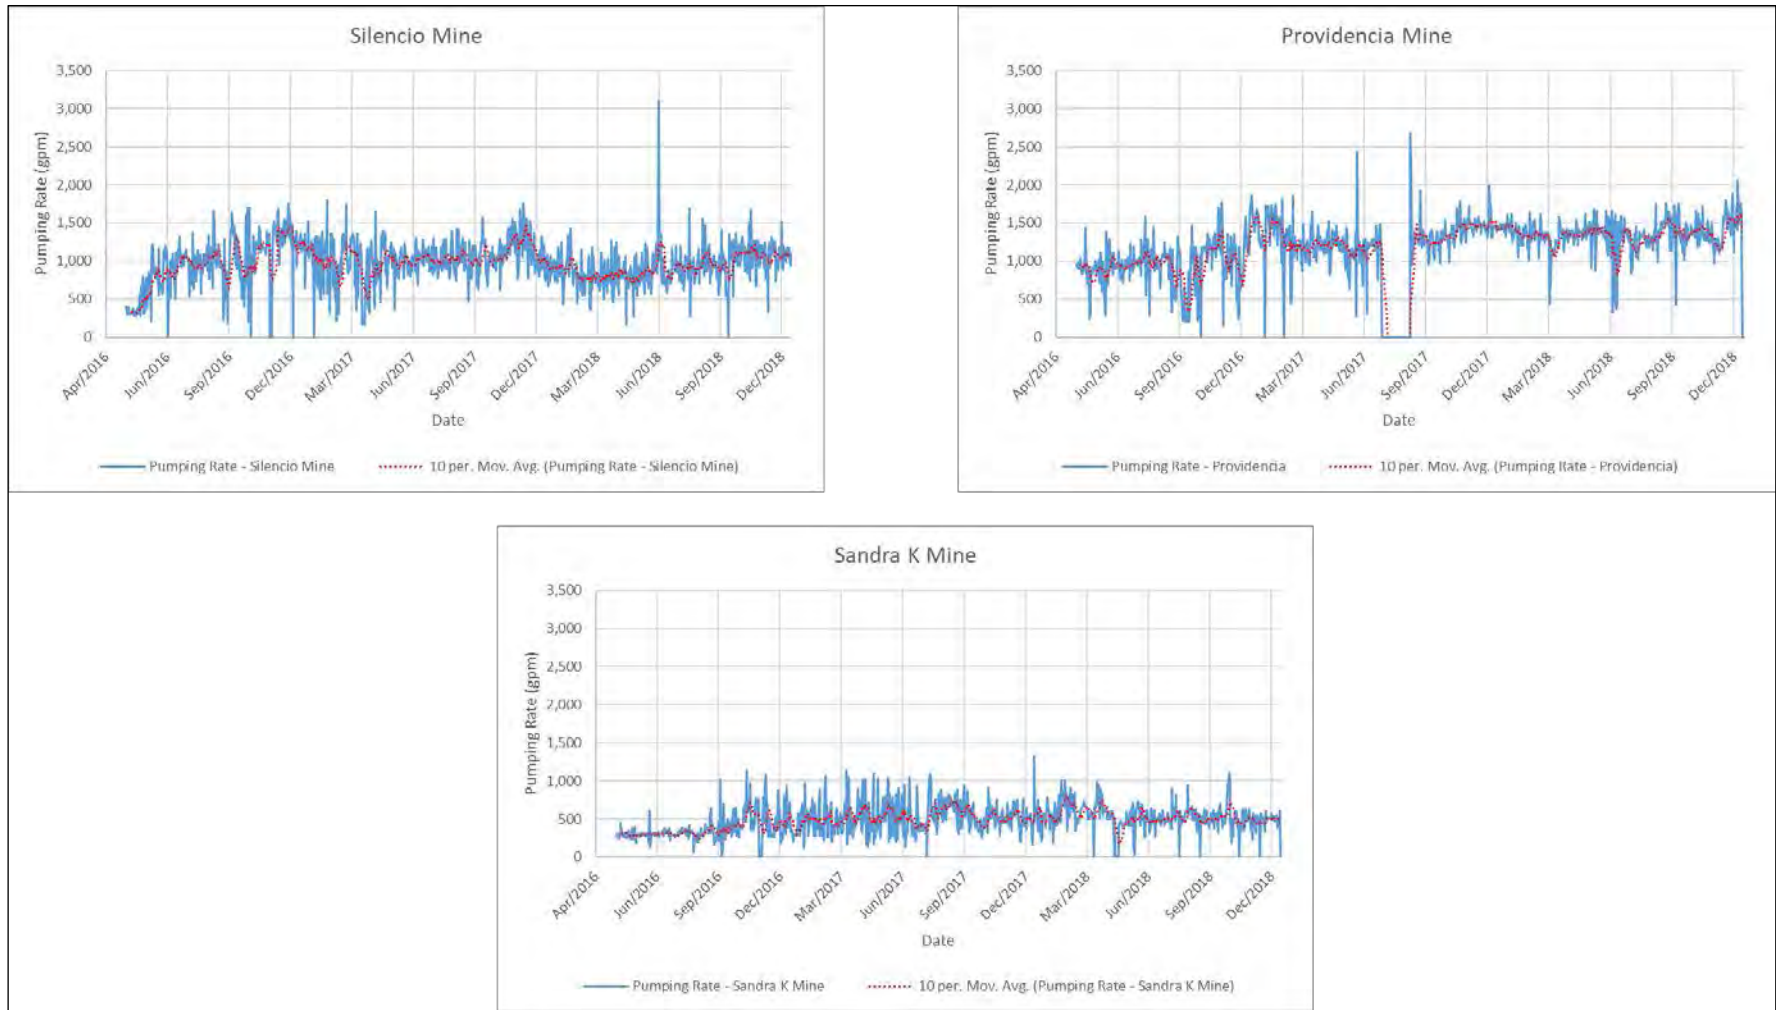 Silencio Mine
3,500
3,000
2,500
2,000
1,500
1,000
500
0
Pumping Rate (gpm)
Apr/2016
Jun/2016
Sep/2016
Dec/2016
Mar/2017
Jun/2017
Sep/2017
Dec/2017
Mar/2018
Jun/2018
Sep/2018
Dec/2018
Date
Pumping Rate - Silencio Mine
10 per. Mov. Avg. (Pumping Rate - Silencio Mine)
Providencia Mine
3,500
3,000
2,500
2,000
1,500
1,000
500
0
Pumping Rate (gpm)
Apr/2016
Jun/2016
Sep/2016
Dec/2016
Mar/2017
Jun/2017
Sep/2017
Dec/2017
Mar/2018
Jun/2018
Sep/2018
Dec/2018
Date
Pumping Rate - Providencia
10 per. Mov. Avg. (Pumping Rate - Providencia)
Sandra K Mine
3,500
3,000
2,500
2,000
1,500
1,000
500
0
Pumping Rate (gpm)
Apr/2016
Jun/2016
Sep/2016
Dec/2016
Mar/2017
Jun/2017
Sep/2017
Dec/2017
Mar/2018
Jun/2018
Sep/2018
Dec/2018
Date
Pumping Rate - Sandra K Mine
10 per. Mov. Avg. (Pumping Rate - Sandra K Mine)